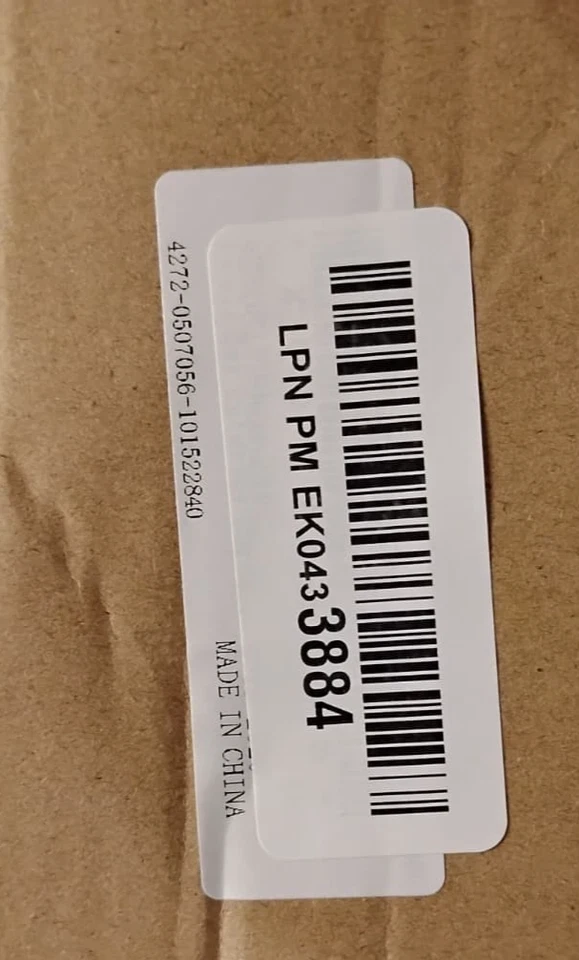 LPN PM EK0433884
4272-0507056-101522840
MADE IN CHINA